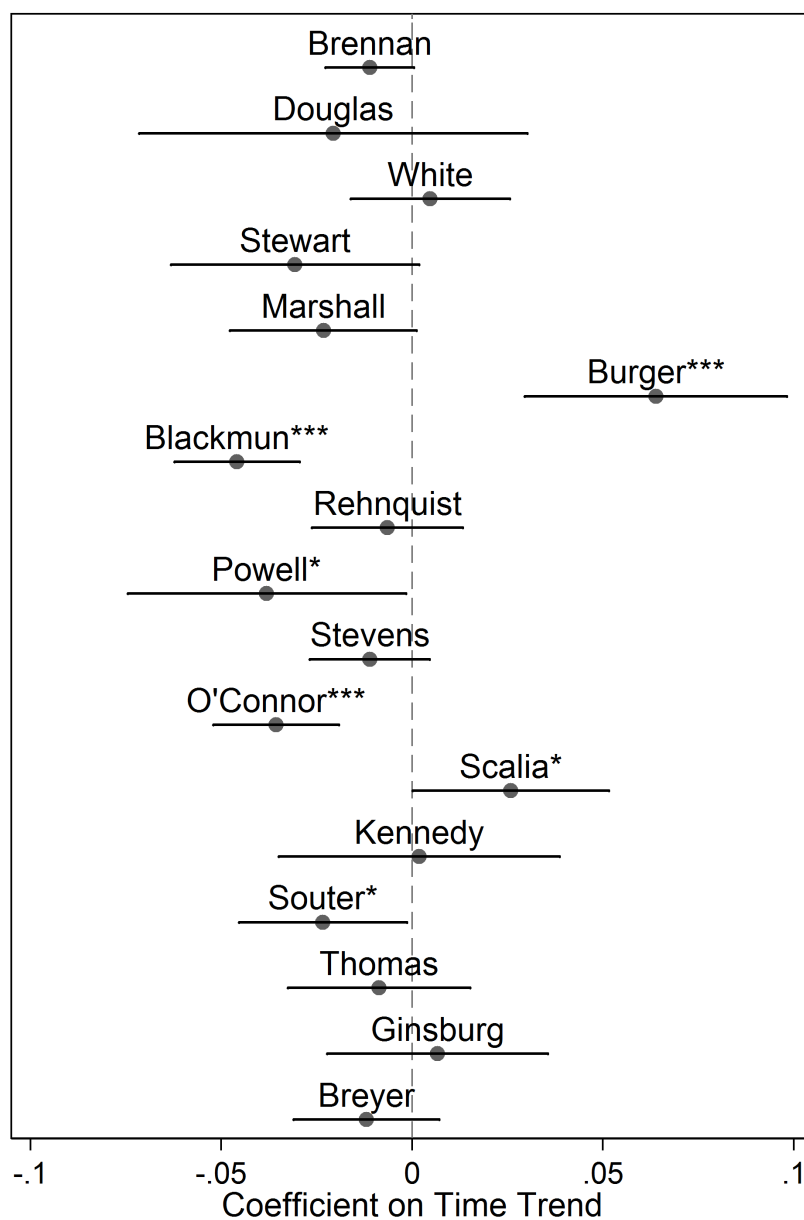 Brennan
Douglas
White
Stewart
Marshall
Burger***
Blackmun***
Rehnquist
Powell*
Stevens
O'Connor***
Scalia*
Kennedy
Souter*
Thomas
Ginsburg
Breyer
-.1 -.05 0 .05 .1
Coefficient on Time Trend